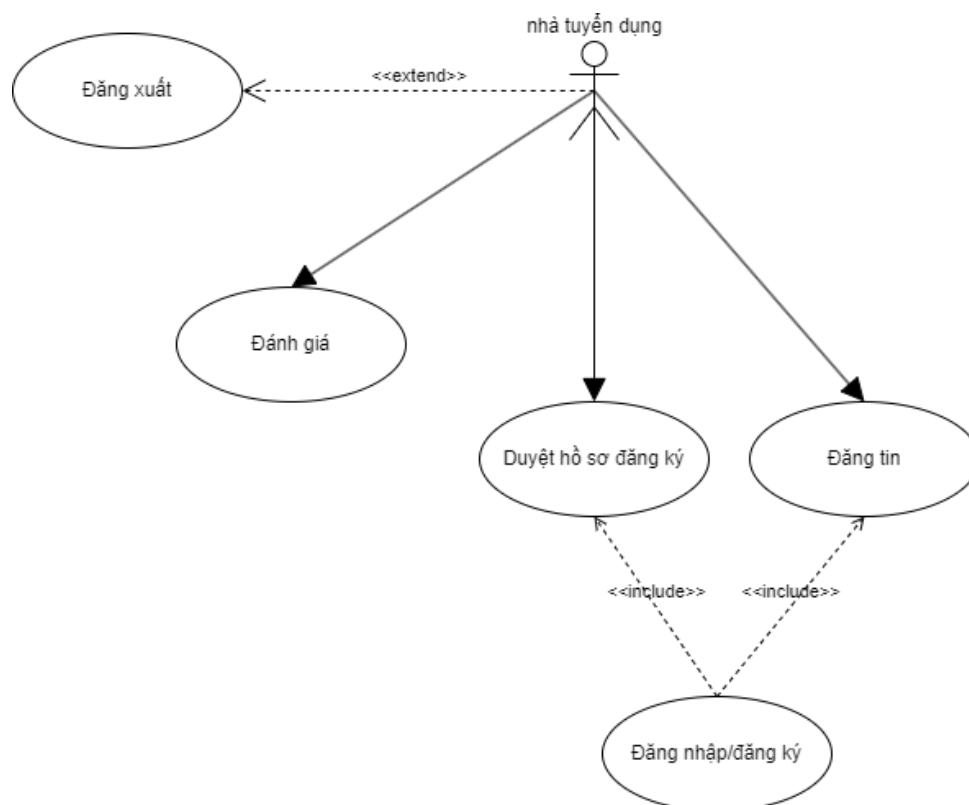 nhà tuyển dụng
<<extend>>
Đăng xuất
Đánh giá
Duyệt hồ sơ đăng ký
Đăng tin
<<include>>
<<include>>
Đăng nhập/đăng ký